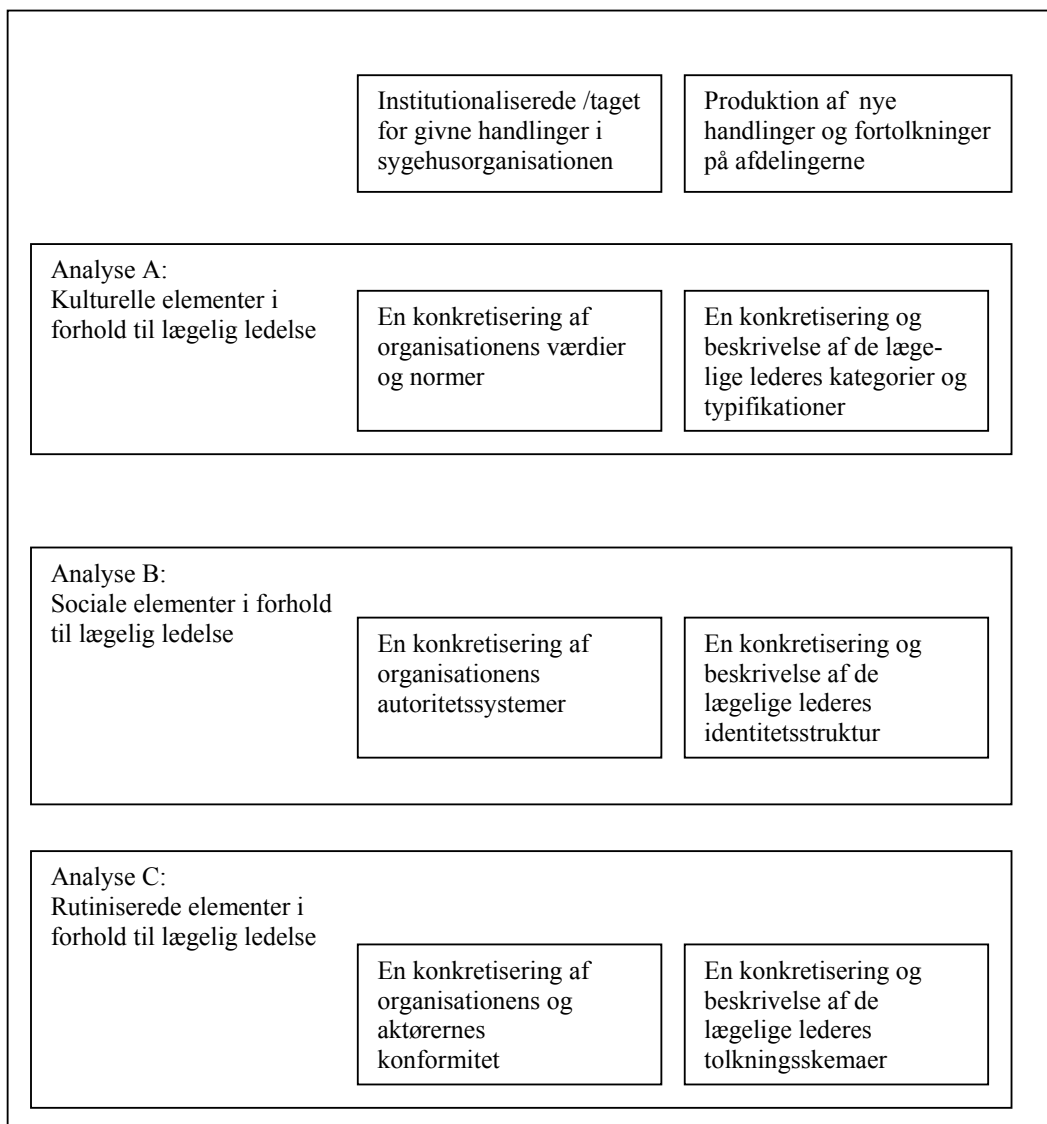 Institutionaliserede /taget
for givne handlinger i
sygehusorganisationen
Produktion af nye
handlinger og fortolkninger
på afdelingerne
Analyse A:
Kulturelle elementer i
forhold til lægelig ledelse
En konkretisering af
organisationens værdier
og normer
En konkretisering og
beskrivelse af de læge-
lige lederes kategorier og
typifikationer
Analyse B:
Sociale elementer i forhold
til lægelig ledelse
En konkretisering af
organisationens
autoritetssystemer
En konkretisering og
beskrivelse af de
lægelige lederes
identitetsstruktur
Analyse C:
Rutiniserede elementer i
forhold til lægelig ledelse
En konkretisering af
organisationens og
aktørernes
konformitet
En konkretisering og
beskrivelse af de
lægelige lederes
tolkningsskemaer